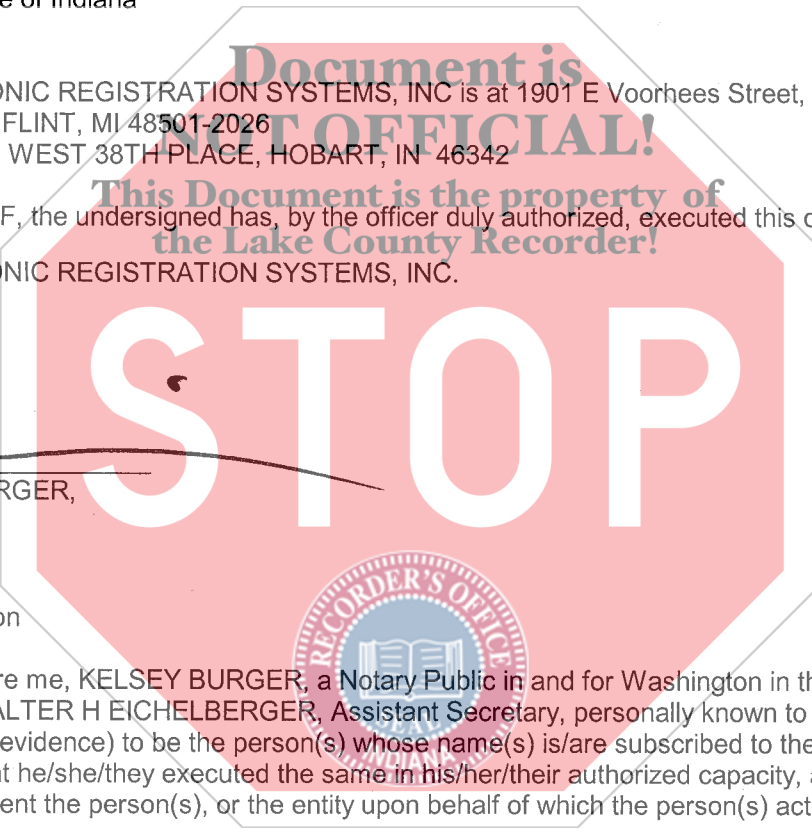 e of Indiana
Document is
ONIC REGISTRATION SYSTEMS, INC is at 1901 E Voorhees Street,
FLINT, MI 48501-2026
NOT OFFICIAL!
WEST 38TH PLACE, HOBART, IN 46342
This Document is the property of
F, the undersigned has, by the officer duly authorized, executed this
the Lake County Recorder!
ONIC REGISTRATION SYSTEMS, INC.
STOP
RGER,
RECORDER'S OFFICE
on
re me, KELSEY BURGER, a Notary Public in and for Washington in th
ALTER H EICHELBERGER, Assistant Secretary, personally known to
SEAL
evidence) to be the person(s) whose name(s) is/are subscribed to the
INDIANA
t he/she/they executed the same in his/her/their authorized capacity,
ent the person(s), or the entity upon behalf of which the person(s) act